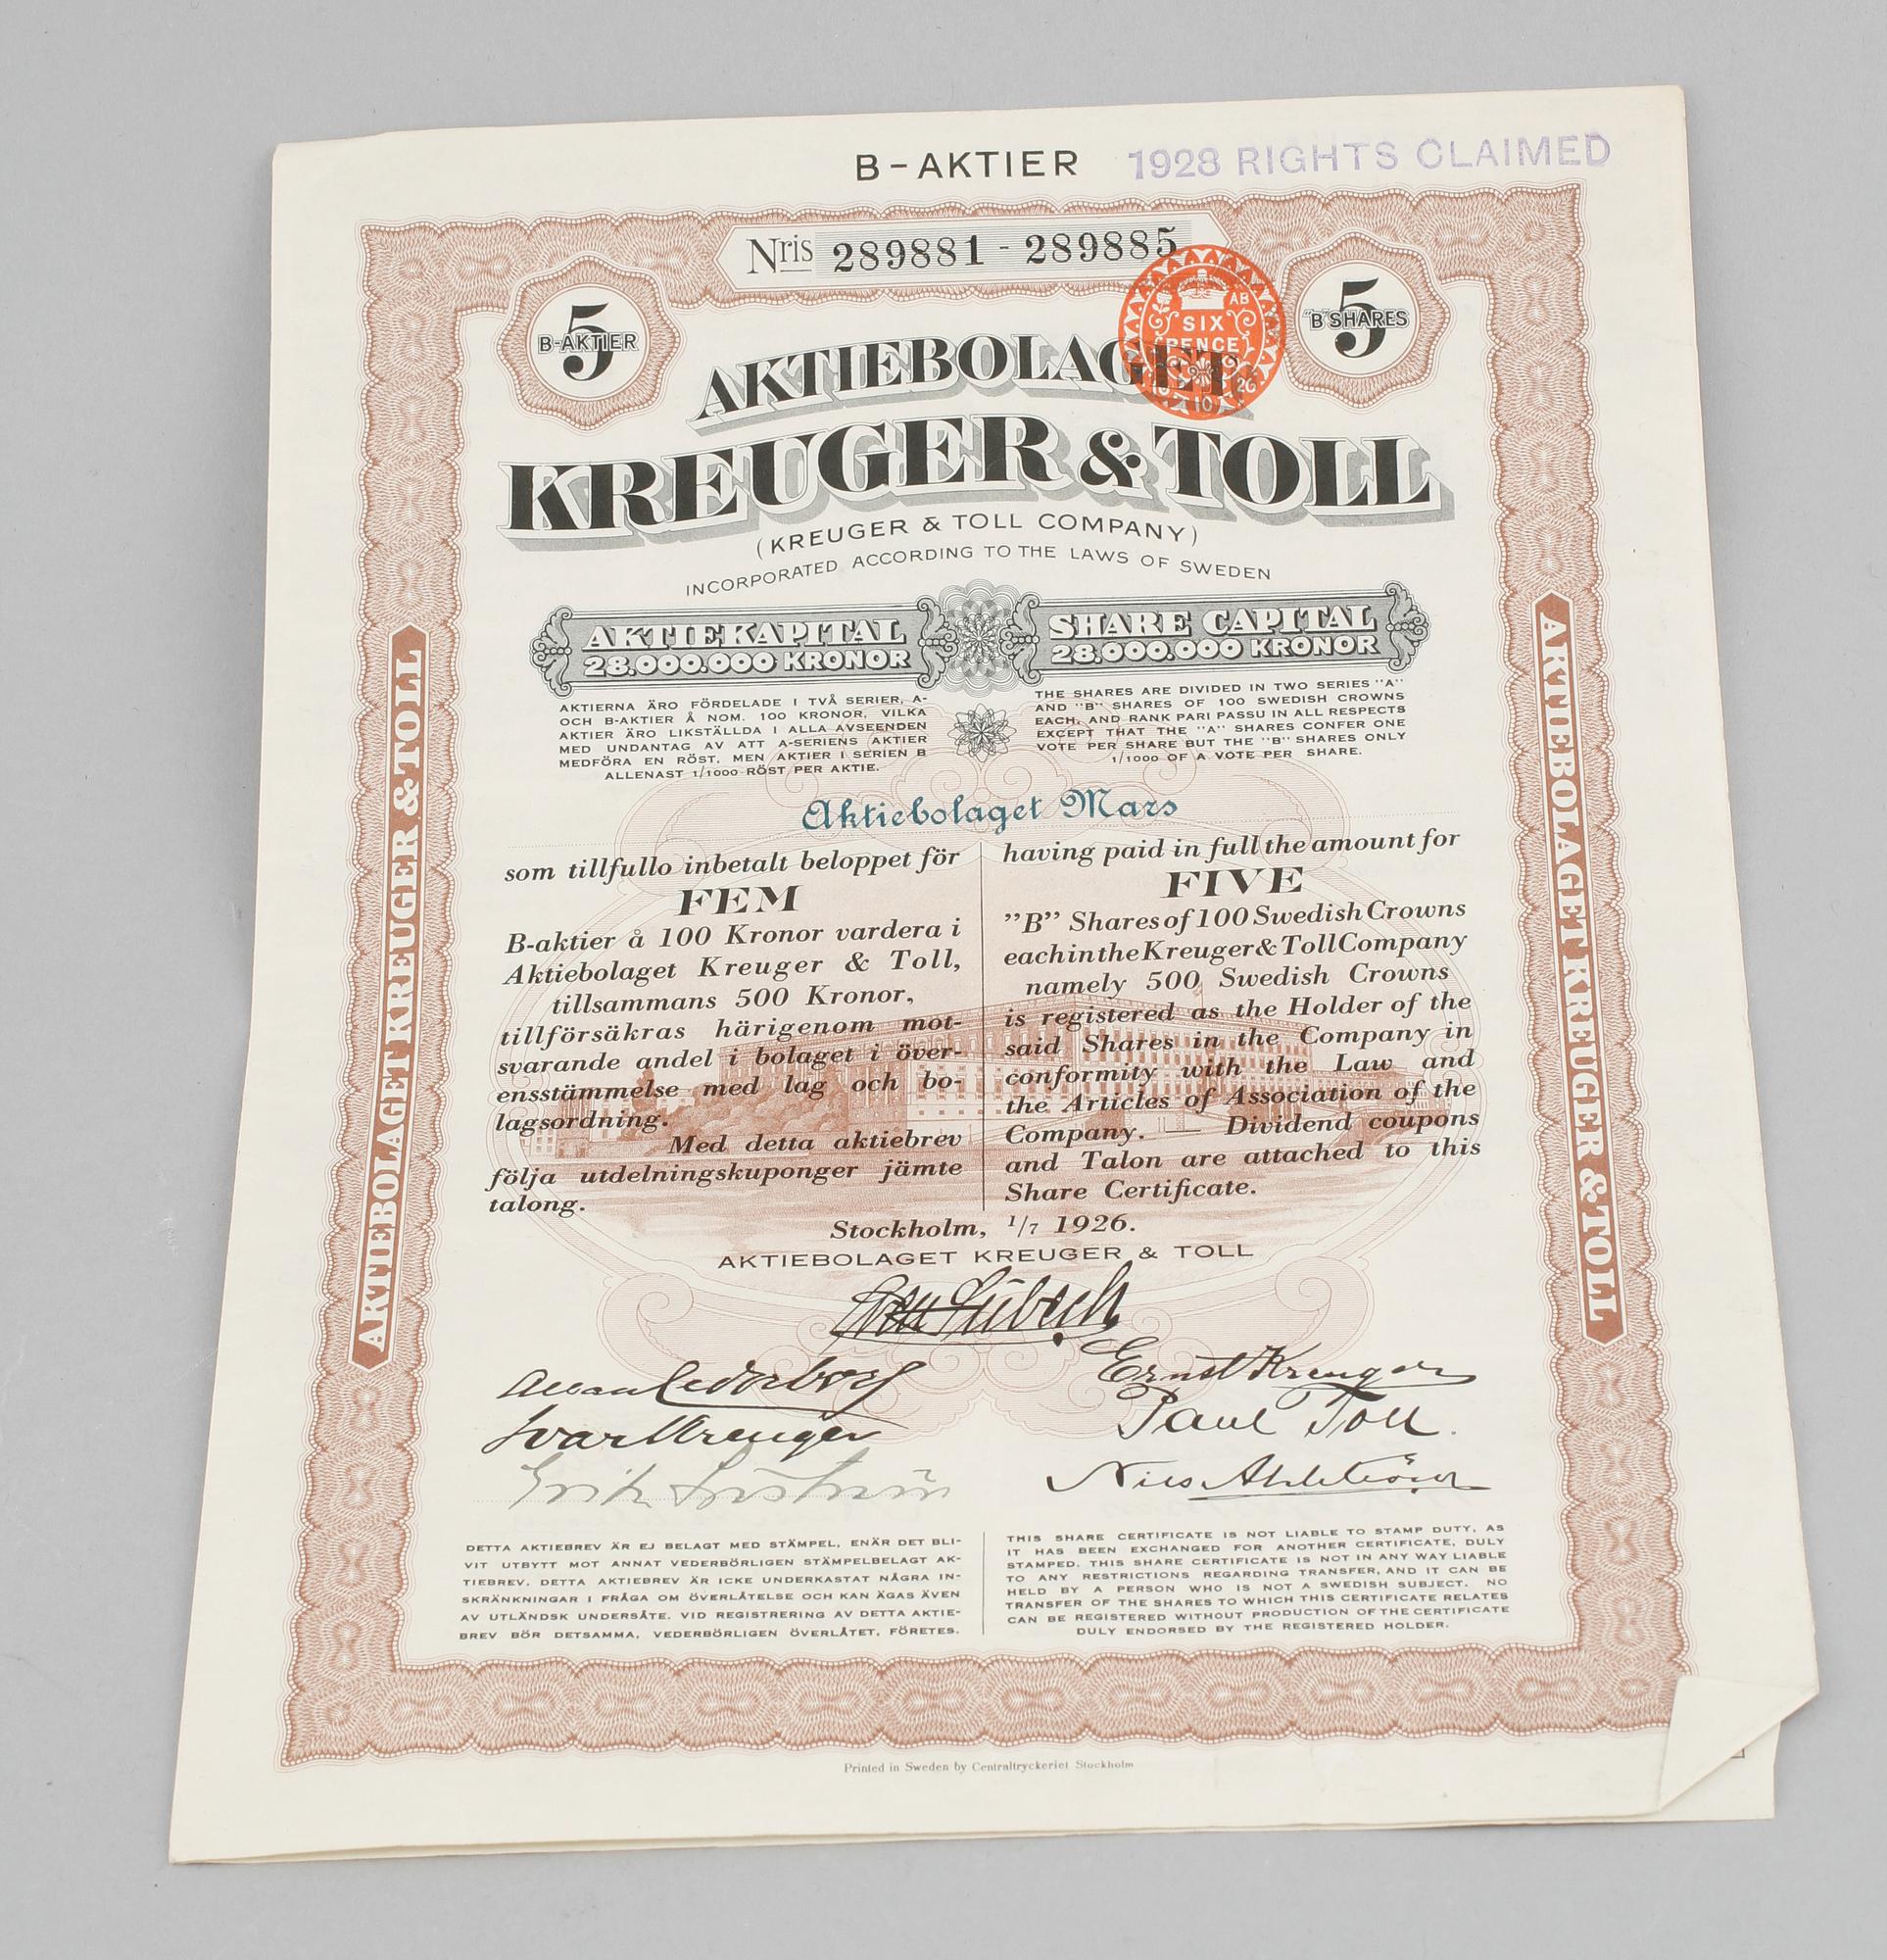 B-AKTIER 1928 RIGHTS CLAIMED
Nris 289881 - 289885
5 B-AKTIER
5 "B" SHARES
AB
SIX
PENCE
AKTIEBOLAGET
KREUGER & TOLL
(KREUGER & TOLL COMPANY)
INCORPORATED ACCORDING TO THE LAWS OF SWEDEN
AKTIEKAPITAL
28.000.000 KRONOR
SHARE CAPITAL
28.000.000 KRONOR
AKTIERNA ÄRO FÖRDELADE I TVÅ SERIER, A-
OCH B-AKTIER Å NOM. 100 KRONOR, VILKA
AKTIER ÄRO LIKSTÄLLDA I ALLA AVSEENDEN
MED UNDANTAG AV ATT A-SERIENS AKTIER
MEDFÖRA EN RÖST, MEN AKTIER I SERIEN B
ALLENAST 1/1000 RÖST PER AKTIE.
THE SHARES ARE DIVIDED IN TWO SERIES "A"
AND "B" SHARES OF 100 SWEDISH CROWNS
EACH, AND RANK PARI PASSU IN ALL RESPECTS
EXCEPT THAT THE "A" SHARES CONFER ONE
VOTE PER SHARE BUT THE "B" SHARES ONLY
1/1000 OF A VOTE PER SHARE.
Aktiebolaget Mars
som tillfullo inbetalt beloppet för
FEM
B-aktier å 100 Kronor vardera i
Aktiebolaget Kreuger & Toll,
tillsammans 500 Kronor,
tillförsäkras härigenom mot-
svarande andel i bolaget i över-
ensstämmelse med lag och bo-
lagsordning.
Med detta aktiebrev
följa utdelningskuponger jämte
talong.
having paid in full the amount for
FIVE
"B" Shares of 100 Swedish Crowns
each in the Kreuger & Toll Company
namely 500 Swedish Crowns
is registered as the Holder of the
said Shares in the Company in
conformity with the Law and
the Articles of Association of the
Company. — Dividend coupons
and Talon are attached to this
Share Certificate.
Stockholm, 1/7 1926.
AKTIEBOLAGET KREUGER & TOLL
Ernst Kreuger
Ivar Kreuger
Paul Toll
Nils Ahlström
DETTA AKTIEBREV ÄR EJ BELAGT MED STÄMPEL, ENÄR DET BLI-
VIT UTBYTT MOT ANNAT VEDERBÖRLIGEN STÄMPELBELAGT AK-
TIEBREV. DETTA AKTIEBREV ÄR ICKE UNDERKASTAT NÅGRA IN-
SKRÄNKNINGAR I FRÅGA OM ÖVERLÅTELSE OCH KAN ÄGAS ÄVEN
AV UTLÄNDSK UNDERSÅTE. VID REGISTRERING AV DETTA AKTIE-
BREV BÖR DETSAMMA, VEDERBÖRLIGEN ÖVERLÅTET, FÖRETES.
THIS SHARE CERTIFICATE IS NOT LIABLE TO STAMP DUTY, AS
IT HAS BEEN EXCHANGED FOR ANOTHER CERTIFICATE, DULY
STAMPED. THIS SHARE CERTIFICATE IS NOT IN ANY WAY LIABLE
TO ANY RESTRICTIONS REGARDING TRANSFER, AND IT CAN BE
HELD BY A PERSON WHO IS NOT A SWEDISH SUBJECT. NO
TRANSFER OF THE SHARES TO WHICH THIS CERTIFICATE RELATES
CAN BE REGISTERED WITHOUT PRODUCTION OF THE CERTIFICATE
DULY ENDORSED BY THE REGISTERED HOLDER.
AKTIEBOLAGET KREUGER & TOLL
AKTIEBOLAGET KREUGER & TOLL
Printed in Sweden by Centraltryckeriet Stockholm